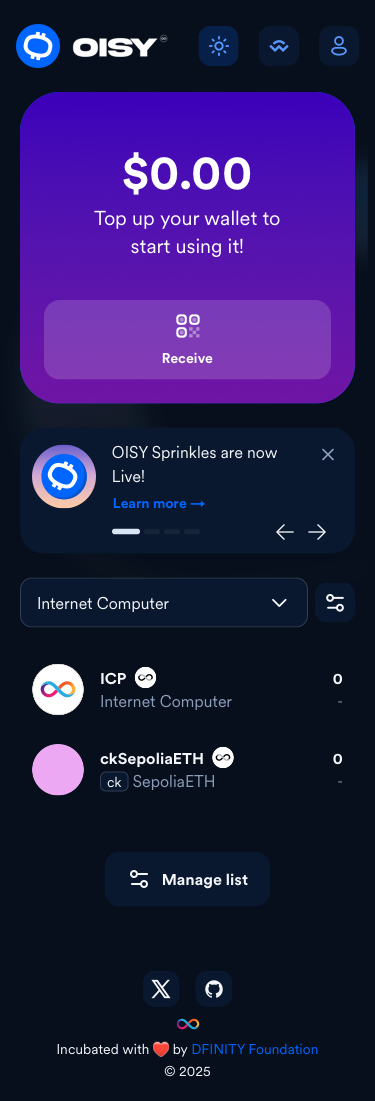 OISY
$0.00
Top up your wallet to
start using it!
Receive
OISY Sprinkles are now
Live!
Learn more →
Internet Computer
ICP 0
Internet Computer -
ckSepoliaETH 0
ck SepoliaETH -
Manage list
Incubated with ❤️ by DFINITY Foundation
© 2025